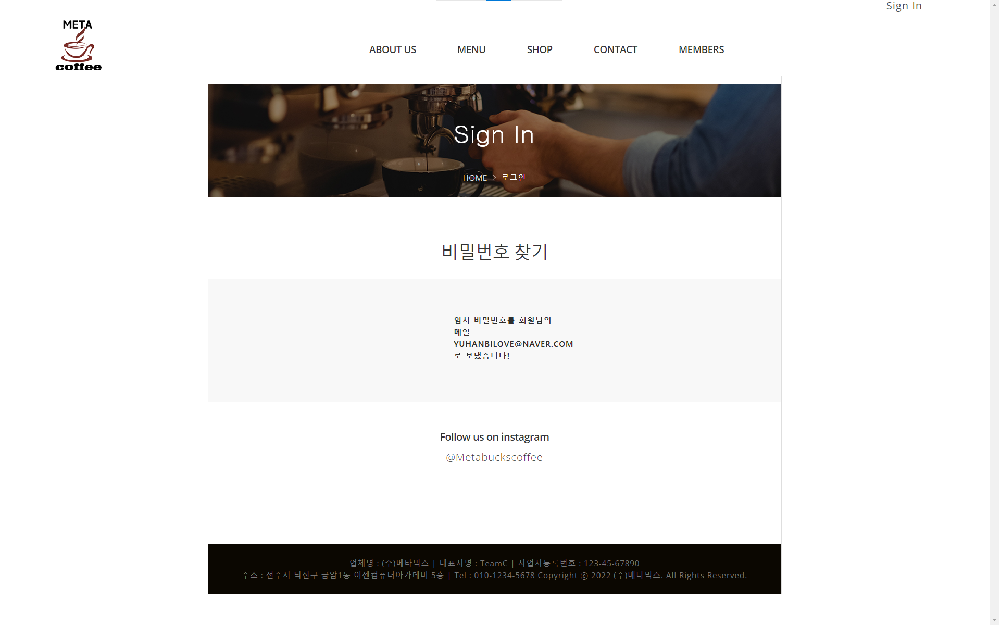 Sign In
META
coffee
ABOUT US
MENU
SHOP
CONTACT
MEMBERS
Sign In
HOME > 로그인
비밀번호 찾기
임시 비밀번호를 회원님의
메일
YUHANBILOVE@NAVER.COM
로 보냈습니다!
Follow us on instagram
@Metabuckscoffee
업체명 : (주)메타벅스 | 대표자명 : TeamC | 사업자등록번호 : 123-45-67890
주소 : 전주시 덕진구 금암1동 이젠컴퓨터아카데미 5층 | Tel : 010-1234-5678 Copyright ⓒ 2022 (주)메타벅스. All Rights Reserved.